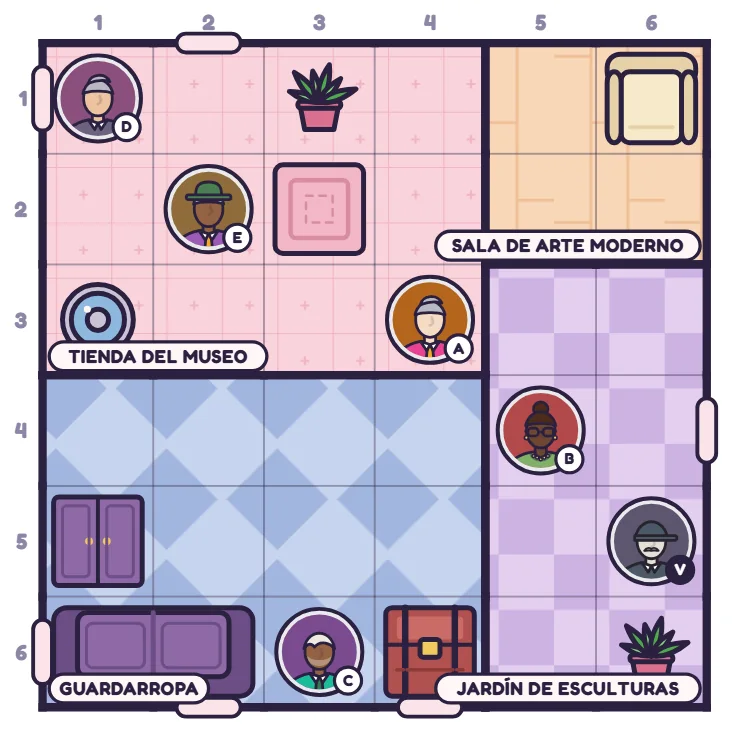 1 2 3 4 5 6
1
D
2
E
SALA DE ARTE MODERNO
3
A
TIENDA DEL MUSEO
4
B
5
V
6
C
GUARDARROPA
JARDÍN DE ESCULTURAS